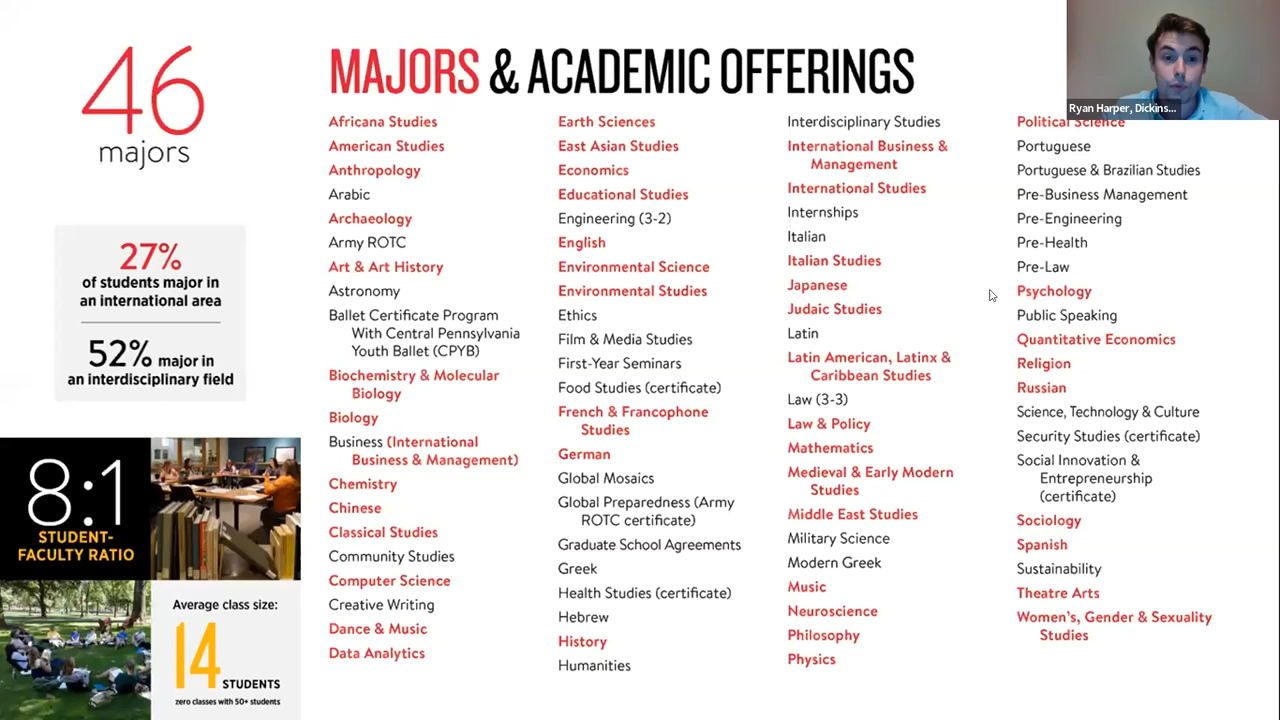 46
majors
27%
of students major in
an international area
52% major in
an interdisciplinary field
8:1
STUDENT-
FACULTY RATIO
Average class size:
14 STUDENTS
zero classes with 50+ students
MAJORS & ACADEMIC OFFERINGS
Africana Studies
American Studies
Anthropology
Arabic
Archaeology
Army ROTC
Art & Art History
Astronomy
Ballet Certificate Program
With Central Pennsylvania
Youth Ballet (CPYB)
Biochemistry & Molecular
Biology
Biology
Business (International
Business & Management)
Chemistry
Chinese
Classical Studies
Community Studies
Computer Science
Creative Writing
Dance & Music
Data Analytics
Earth Sciences
East Asian Studies
Economics
Educational Studies
Engineering (3-2)
English
Environmental Science
Environmental Studies
Ethics
Film & Media Studies
First-Year Seminars
Food Studies (certificate)
French & Francophone
Studies
German
Global Mosaics
Global Preparedness (Army
ROTC certificate)
Graduate School Agreements
Greek
Health Studies (certificate)
Hebrew
History
Humanities
Interdisciplinary Studies
International Business &
Management
International Studies
Internships
Italian
Italian Studies
Japanese
Judaic Studies
Latin
Latin American, Latinx &
Caribbean Studies
Law (3-3)
Law & Policy
Mathematics
Medieval & Early Modern
Studies
Middle East Studies
Military Science
Modern Greek
Music
Neuroscience
Philosophy
Physics
Ryan Harper, Dickins...
Political Science
Portuguese
Portuguese & Brazilian Studies
Pre-Business Management
Pre-Engineering
Pre-Health
Pre-Law
Psychology
Public Speaking
Quantitative Economics
Religion
Russian
Science, Technology & Culture
Security Studies (certificate)
Social Innovation &
Entrepreneurship
(certificate)
Sociology
Spanish
Sustainability
Theatre Arts
Women's, Gender & Sexuality
Studies